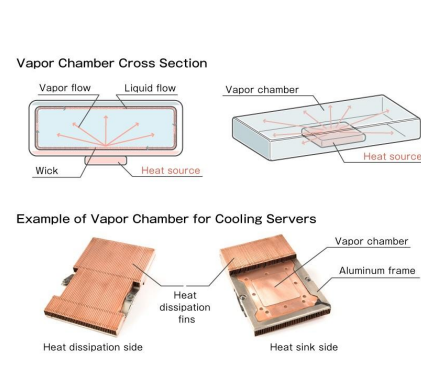 Vapor Chamber Cross Section
Vapor flow
Liquid flow
Wick
Heat source
Vapor chamber
Heat source
Example of Vapor Chamber for Cooling Servers
Heat
dissipation
fins
Vapor chamber
Aluminum frame
Heat dissipation side
Heat sink side